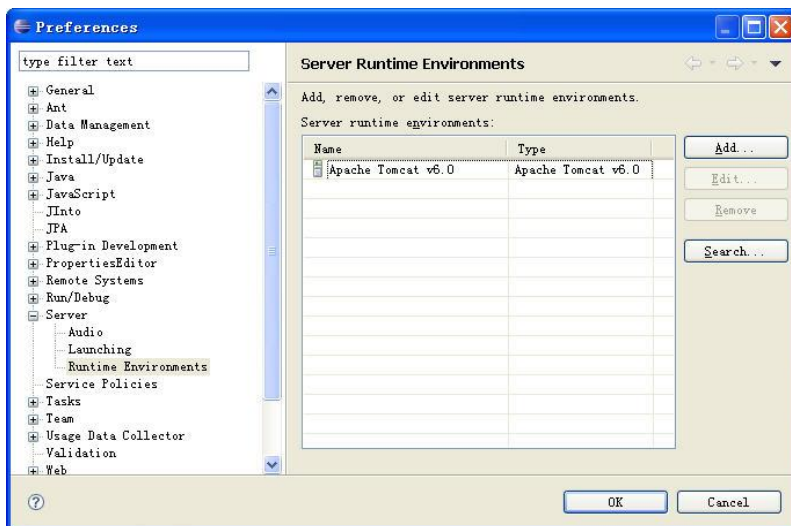 Preferences
type filter text
General
Ant
Data Management
Help
Install/Update
Java
JavaScript
JInto
JPA
Plug-in Development
PropertiesEditor
Remote Systems
Run/Debug
Server
Audio
Launching
Runtime Environments
Service Policies
Tasks
Team
Usage Data Collector
Validation
Web
Server Runtime Environments
Add, remove, or edit server runtime environments.
Server runtime environments:
Name Type
Apache Tomcat v6.0 Apache Tomcat v6.0
Add...
Edit...
Remove
Search...
?
OK Cancel